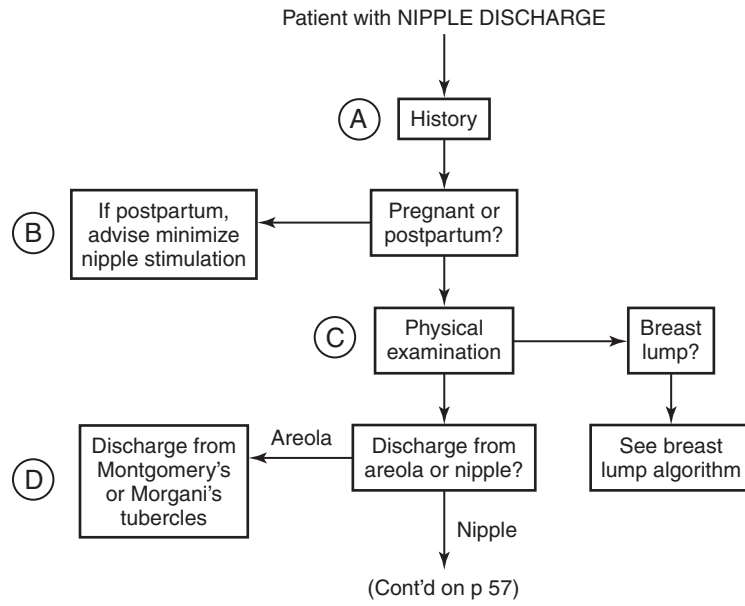 Patient with NIPPLE DISCHARGE
A
History
B
If postpartum,
advise minimize
nipple stimulation
Pregnant or
postpartum?
C
Physical
examination
Breast
lump?
D
Discharge from
Montgomery's
or Morgani's
tubercles
Areola
Discharge from
areola or nipple?
See breast
lump algorithm
Nipple
(Cont'd on p 57)